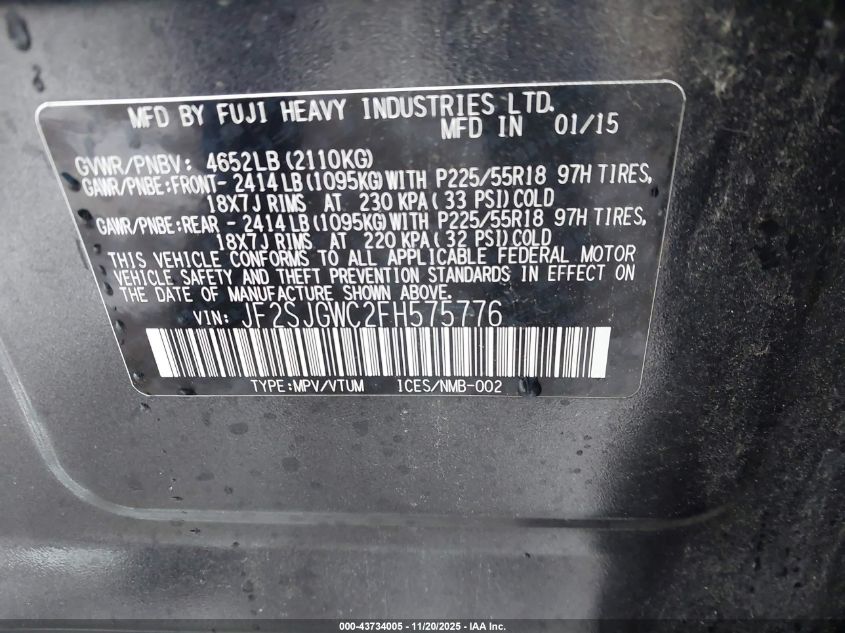 MFD BY FUJI HEAVY INDUSTRIES LTD.
MFD IN 01/15
GVWR/PNBV: 4652LB (2110KG)
GAWR/PNBE:FRONT- 2414 LB (1095KG) WITH P225/55R18 97H TIRES,
18X7J RIMS AT 230 KPA ( 33 PSI) COLD
GAWR/PNBE:REAR - 2414 LB (1095KG) WITH P225/55R18 97H TIRES,
18X7J RIMS AT 220 KPA ( 32 PSI) COLD
THIS VEHICLE CONFORMS TO ALL APPLICABLE FEDERAL MOTOR
VEHICLE SAFETY AND THEFT PREVENTION STANDARDS IN EFFECT ON
THE DATE OF MANUFACTURE SHOWN ABOVE.
VIN: JF2SJGWC2FH575776
TYPE:MPV/VTUM ICES/NMB-002
000-43734005 - 11/20/2025 - IAA Inc.